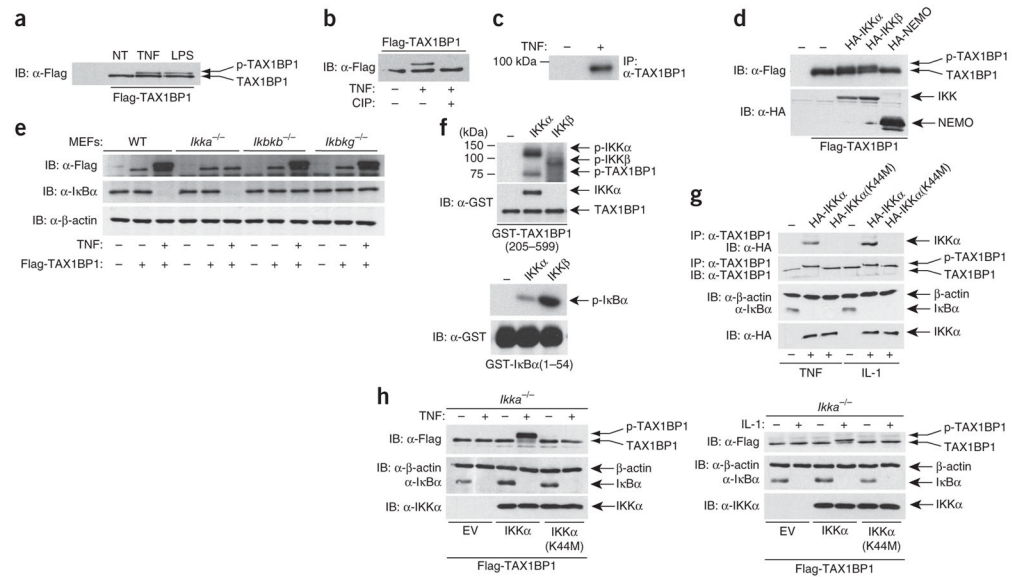 a
NT TNF LPS
IB: α-Flag
p-TAX1BP1
TAX1BP1
Flag-TAX1BP1
b
Flag-TAX1BP1
IB: α-Flag
TNF: – + +
CIP: – – +
c
TNF: – +
100 kDa
IP:
α-TAX1BP1
d
– – HA-IKKα HA-IKKβ HA-NEMO
IB: α-Flag
p-TAX1BP1
TAX1BP1
IB: α-HA
IKK
NEMO
Flag-TAX1BP1
e
MEFs: WT Ikka–/– Ikbkb–/– Ikbkg–/–
IB: α-Flag
IB: α-IκBα
IB: α-β-actin
TNF: – – + – – + – – + – – +
Flag-TAX1BP1: – + + – + + – + + – + +
f
(kDa) – IKKα IKKβ
150
100
75
p-IKKα
p-IKKβ
p-TAX1BP1
IB: α-GST
IKKα
TAX1BP1
GST-TAX1BP1
(205–599)
– IKKα IKKβ
p-IκBα
IB: α-GST
GST-IκBα(1–54)
g
– HA-IKKα HA-IKKα(K44M) – HA-IKKα HA-IKKα(K44M)
IP: α-TAX1BP1
IB: α-HA
IKKα
IP: α-TAX1BP1
IB: α-TAX1BP1
p-TAX1BP1
TAX1BP1
IB: α-β-actin
α-IκBα
β-actin
IκBα
IB: α-HA
IKKα
– + + – + +
TNF IL-1
h
Ikka–/–
TNF: – + – + – +
IB: α-Flag
p-TAX1BP1
TAX1BP1
IB: α-β-actin
α-IκBα
β-actin
IκBα
IB: α-IKKα
IKKα
EV IKKα IKKα
(K44M)
Flag-TAX1BP1
Ikka–/–
IL-1: – + – + – +
IB: α-Flag
p-TAX1BP1
TAX1BP1
IB: α-β-actin
α-IκBα
β-actin
IκBα
IB: α-IKKα
IKKα
EV IKKα IKKα
(K44M)
Flag-TAX1BP1